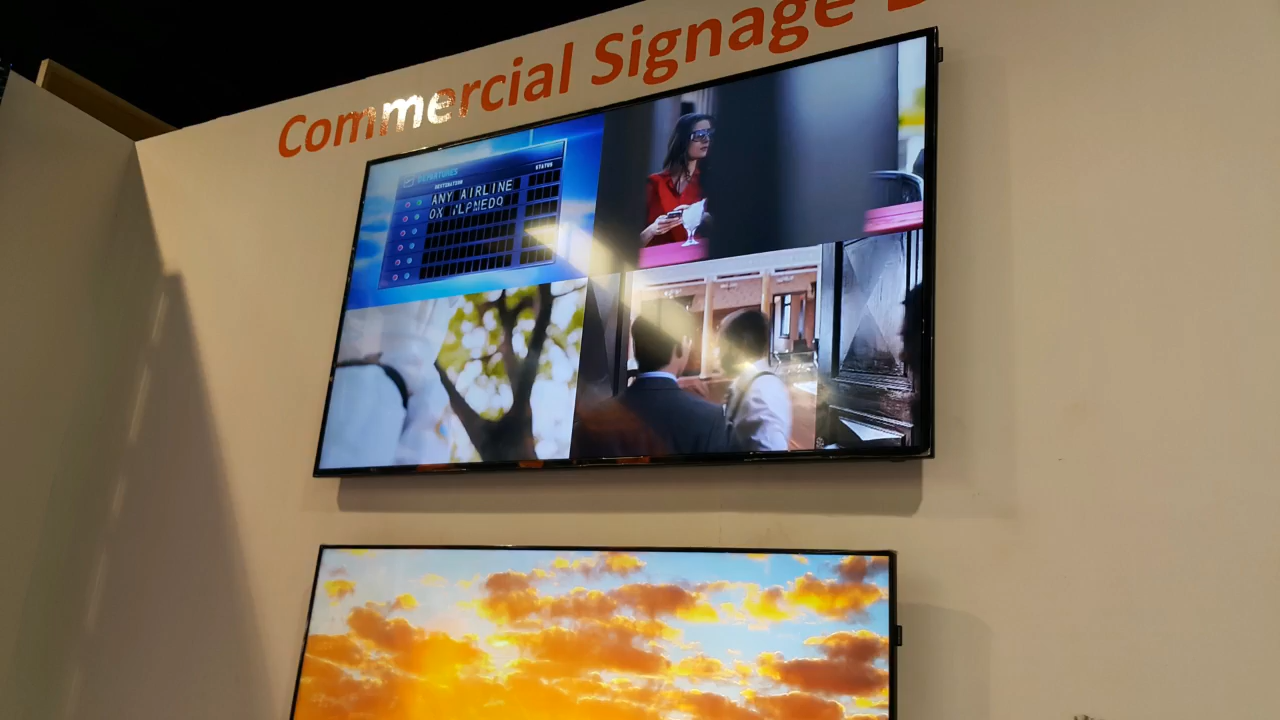 Commercial Signage
DEPARTURES
DESTINATION STATUS
ANY AIRLINE